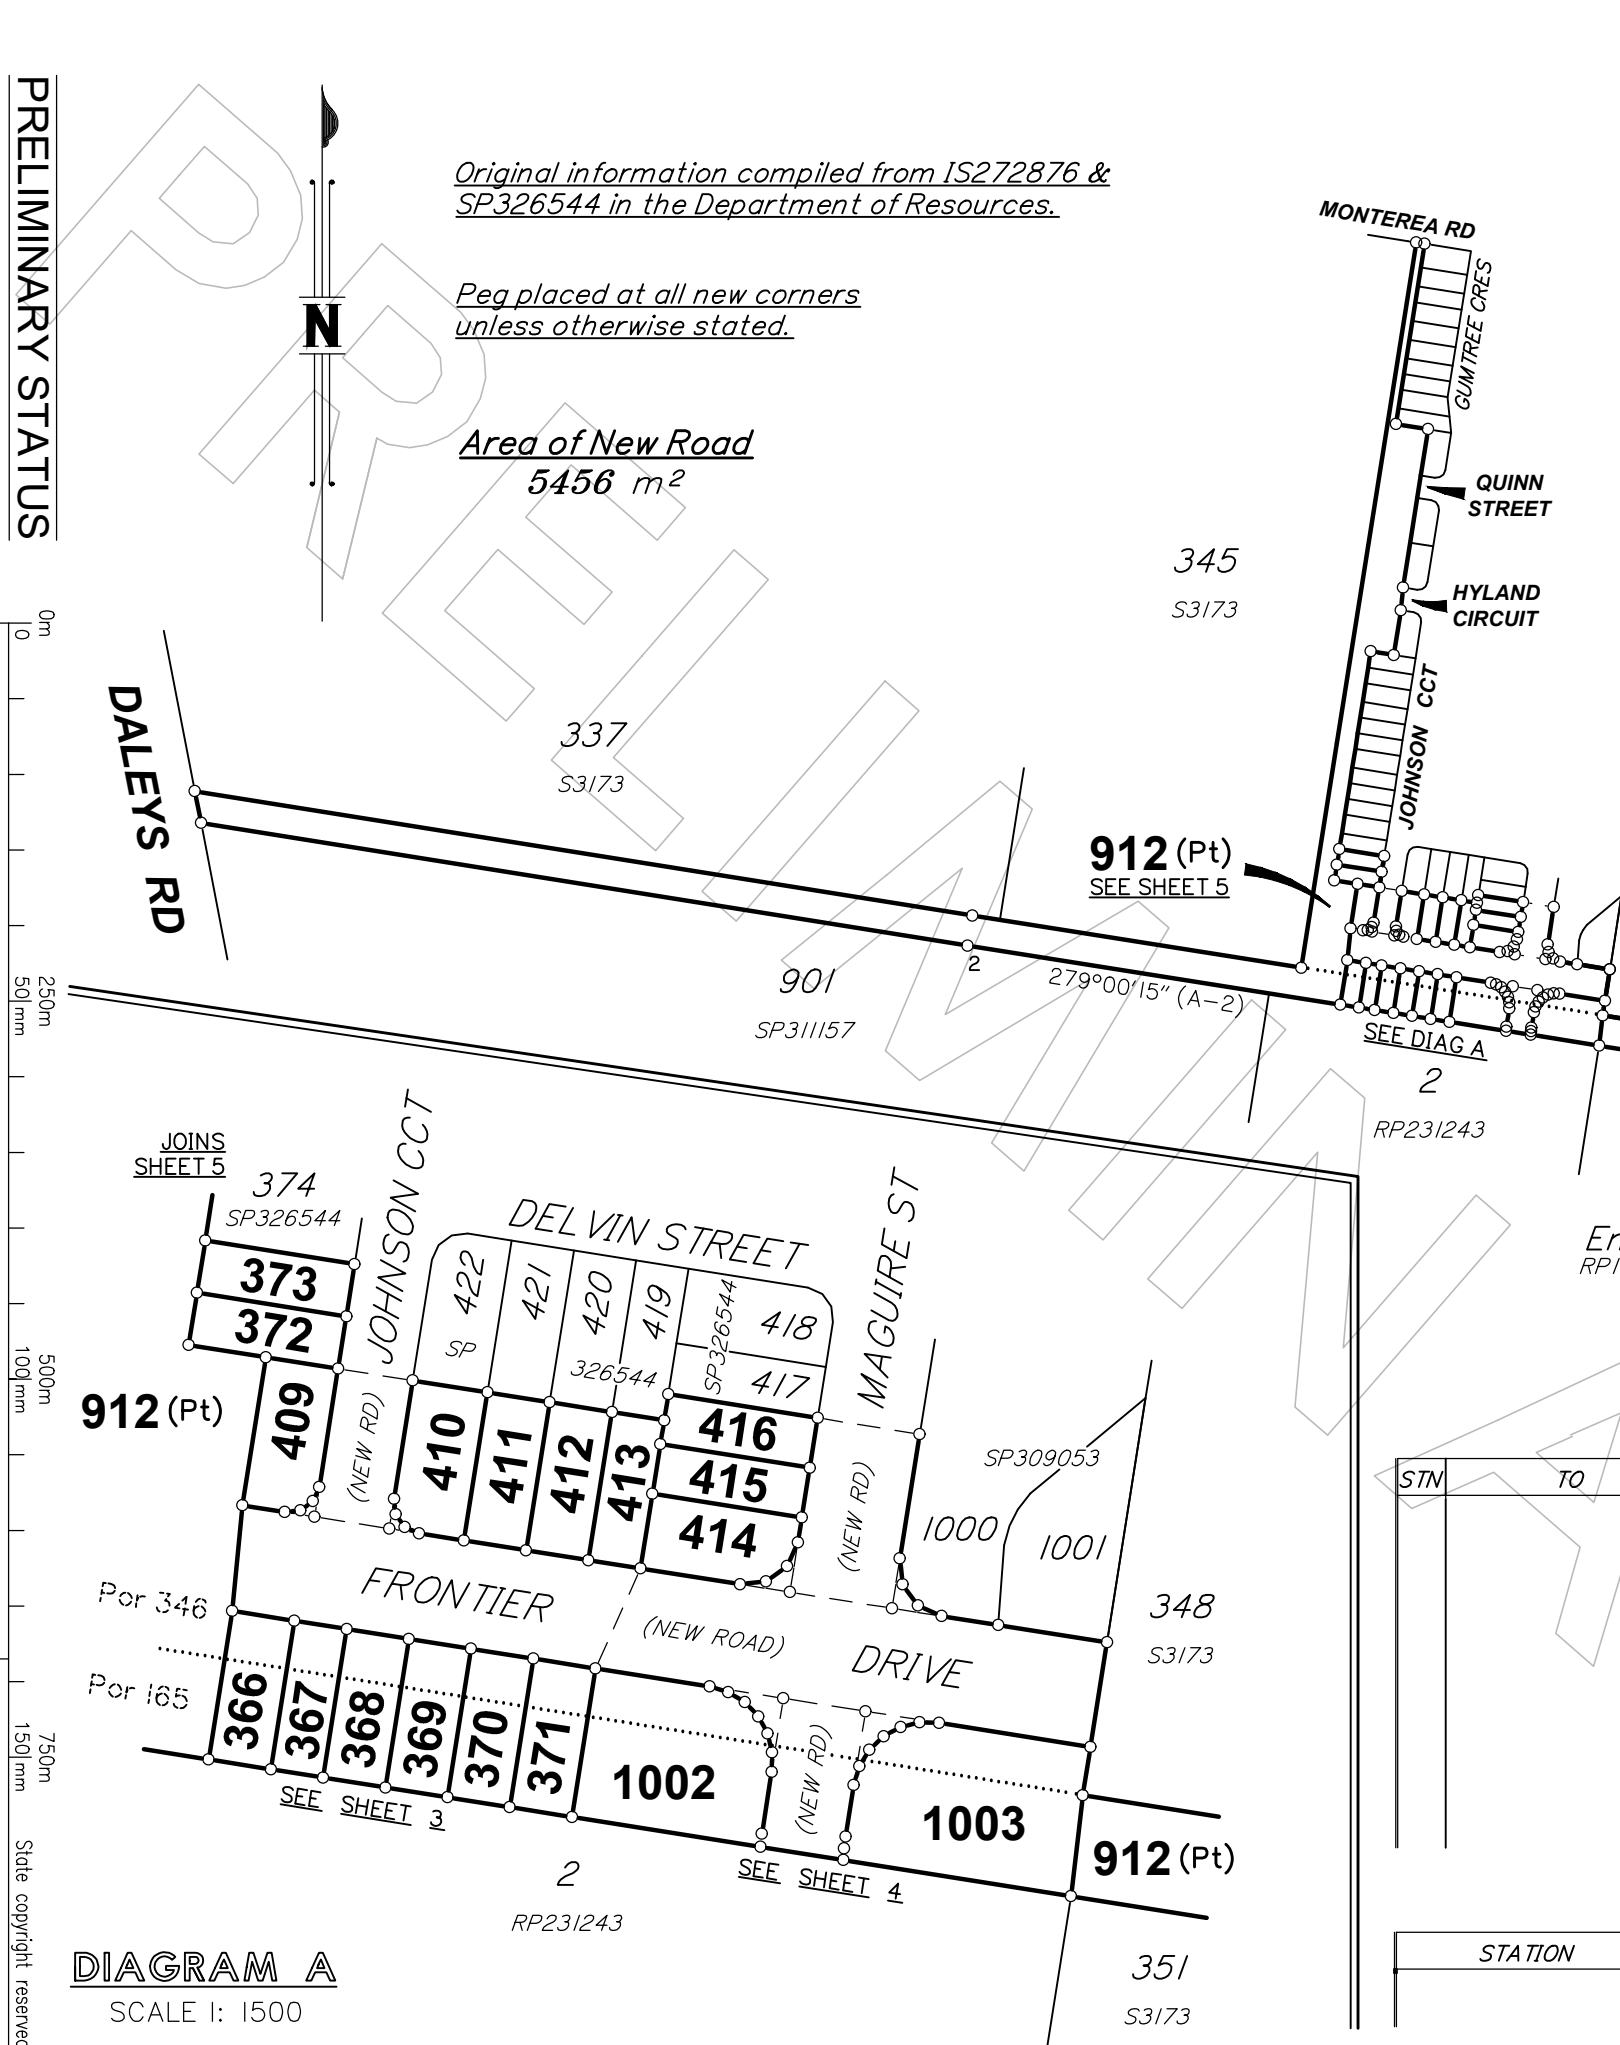 PRELIMINARY STATUS
PRELIMINA
Original information compiled from IS272876 &
SP326544 in the Department of Resources.
N
Peg placed at all new corners
unless otherwise stated.
Area of New Road
5456 m²
MONTEREA RD
GUMTREE CRES
QUINN
STREET
HYLAND
CIRCUIT
JOHNSON CCT
345
S3173
337
S3173
DALEYS RD
912 (Pt)
SEE SHEET 5
901
SP311157
2
279°00'15" (A-2)
SEE DIAG A
2
RP231243
0m
0
250m
50mm
500m
100mm
750m
150mm
State copyright reserved
JOINS
SHEET 5
374
SP326544
373
372
JOHNSON CCT
DELVIN STREET
MAGUIRE ST
422
421
420
419
418
417
SP
326544
SP326544
912 (Pt)
409
(NEW RD)
410
411
412
413
416
415
414
(NEW RD)
SP309053
1000
1001
348
S3173
FRONTIER
(NEW ROAD)
DRIVE
Por 346
Por 165
366
367
368
369
370
371
1002
(NEW RD)
1003
912 (Pt)
SEE SHEET 3
SEE SHEET 4
2
RP231243
351
S3173
DIAGRAM A
SCALE 1: 1500
STN
TO
STATION